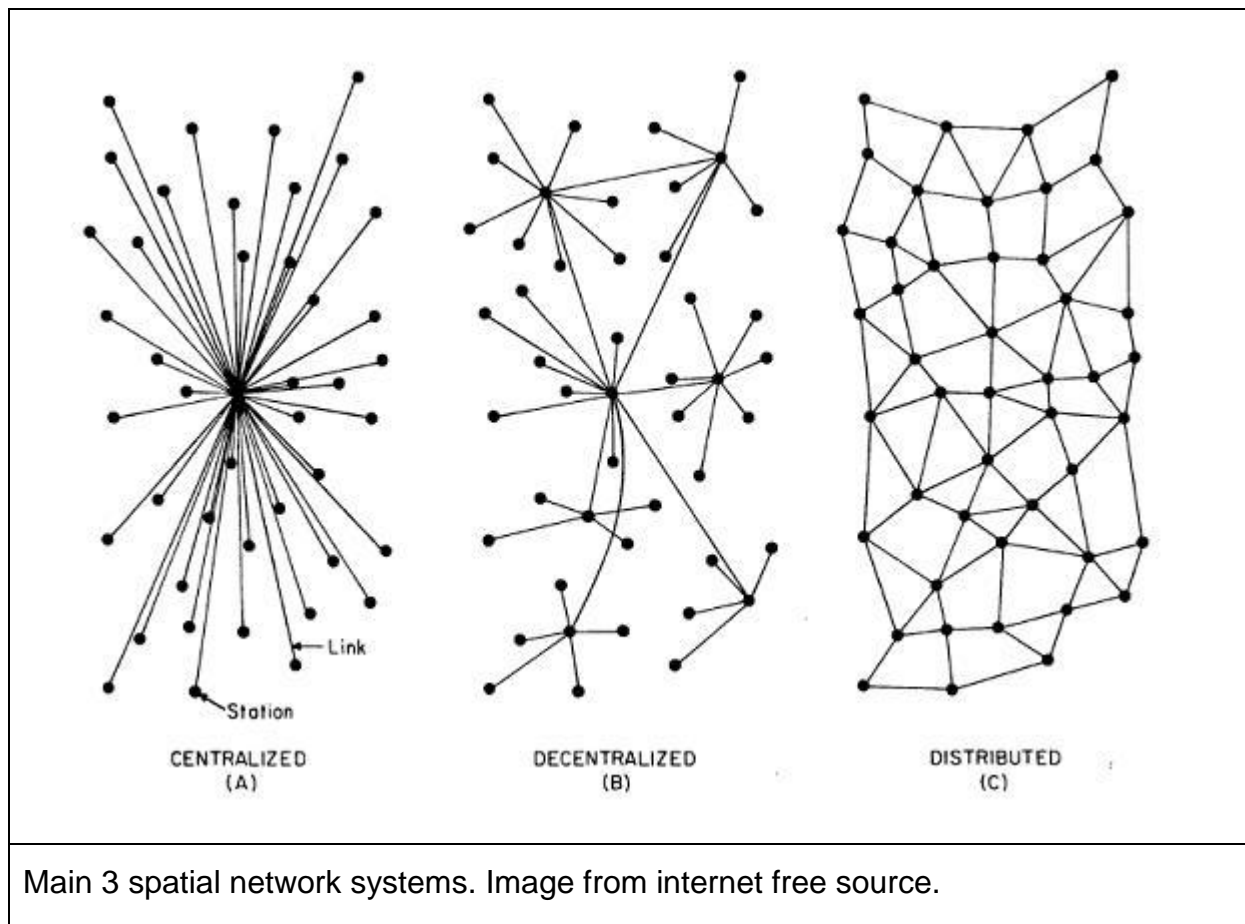 Link
Station
CENTRALIZED
(A)
DECENTRALIZED
(B)
DISTRIBUTED
(C)
Main 3 spatial network systems. Image from internet free source.